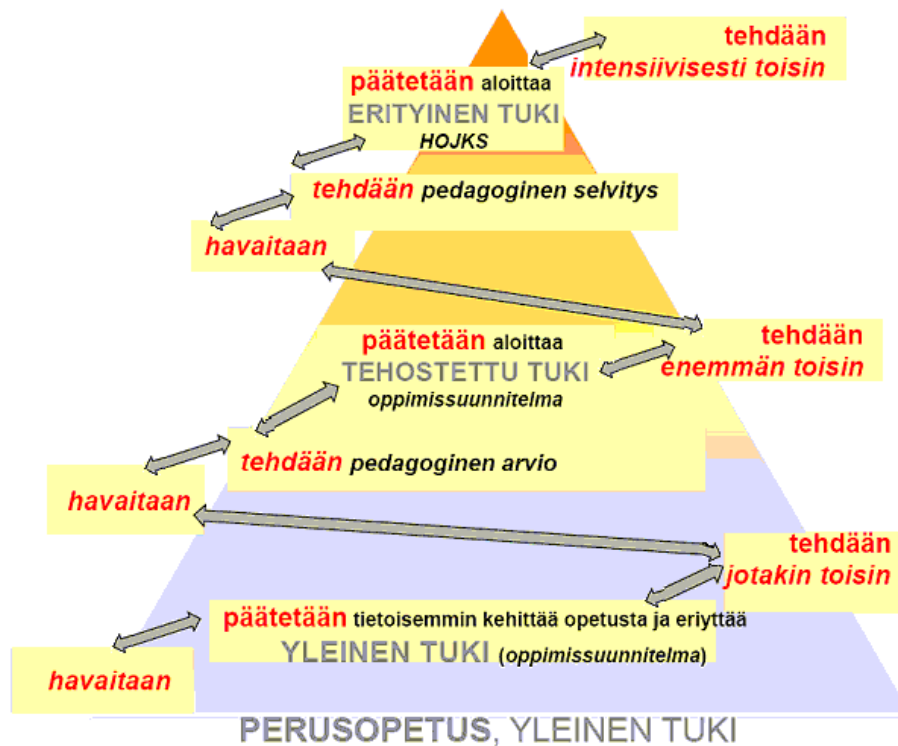 tehdään
intensiivisesti toisin
päätetään aloittaa
ERITYINEN TUKI
HOJKS
tehdään pedagoginen selvitys
havaitaan
tehdään
enemmän toisin
päätetään aloittaa
TEHOSTETTU TUKI
oppimissuunnitelma
tehdään pedagoginen arvio
havaitaan
tehdään
jotakin toisin
päätetään tietoisemmin kehittää opetusta ja eriyttää
YLEINEN TUKI (oppimissuunnitelma)
havaitaan
PERUSOPETUS, YLEINEN TUKI